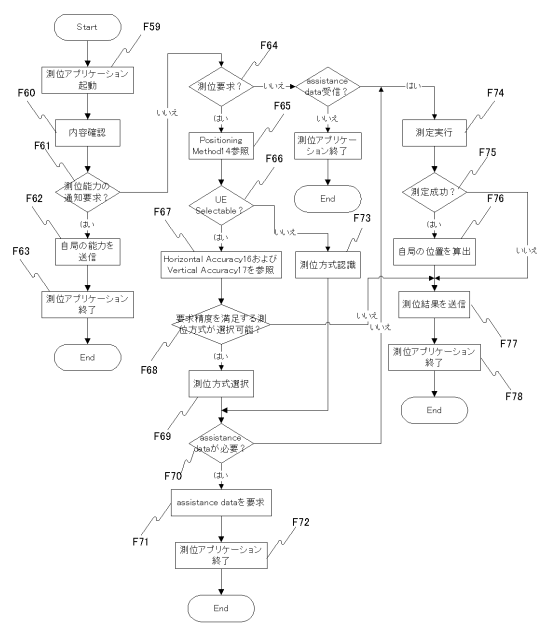 Start
F59
測位アプリケーション
起動
F60
内容確認
F61
測位能力の
通知要求？
いいえ
はい
F62
自局の能力を
送信
F63
測位アプリケーション
終了
End
F64
測位要求？
いいえ
はい
F65
Positioning
Method14参照
F66
UE
Selectable？
いいえ
はい
F67
Horizontal Accuracy16および
Vertical Accuracy17を参照
F73
測位方式認識
要求精度を満足する測
位方式が選択可能？
F68
いいえ
はい
測位方式選択
F69
assistance
dataが必要？
F70
いいえ
はい
assistance dataを要求
F71
F72
測位アプリケーション
終了
End
assistance
data受信？
はい
いいえ
測位アプリケー
ション終了
End
F74
測定実行
F75
測定成功？
はい
いいえ
F76
自局の位置を算出
測位結果を送信
F77
測位アプリケーション
終了
F78
End